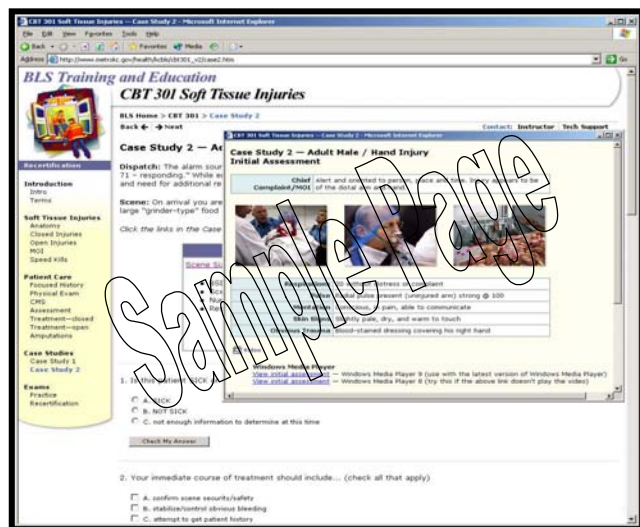 CBT 301 Soft Tissue Injuries -- Case Study 2 - Microsoft Internet Explorer
File Edit View Favorites Tools Help
Back Favorites Media
Address http://www.metrokc.gov/health/kcbls/cbt301_v2/case2.htm Go
BLS Training and Education
CBT 301 Soft Tissue Injuries
BLS Home > CBT 301 > Case Study 2
Back Next Contact: Instructor Tech Support
Recertification
Introduction
Intro
Terms
Soft Tissue Injuries
Anatomy
Closed Injuries
Open Injuries
MOI
Speed Kills
Patient Care
Focused History
Physical Exam
CMS
Assessment
Treatment—closed
Treatment—open
Amputations
Case Studies
Case Study 1
Case Study 2
Exams
Practice
Recertification
Case Study 2 —
Dispatch: The alarm sour
71 - responding." While e
and need for additional re
Scene: On arrival you are
large "grinder-type" food
Click the links in the Case
Scene Su
CBT 301 Soft Tissue Injuries -- Case Study 2 - Microsoft Internet Explorer
Case Study 2 — Adult Male / Hand Injury
Initial Assessment
Chief Complaint/MOI Alert and oriented to person, place and time. Injury appears to be
of the distal arm and hand.
Respirations 20 without distress or complaint
Pulse Radial pulse present (uninjured arm) strong @ 100
Mentation in pain, able to communicate
Skin Signs Slightly pale, dry, and warm to touch
Obvious Trauma Blood-stained dressing covering his right hand
Windows Media Player
View initial assessment — Windows Media Player 9 (use with the latest version of Windows Media Player)
View initial assessment — Windows Media Player 8 (try this if the above link doesn't play the video)
Sample Page
1. Is this patient SICK
A. SICK
B. NOT SICK
C. not enough information to determine at this time
Check My Answer
2. Your immediate course of treatment should include... (check all that apply)
A. confirm scene security/safety
B. stabilize/control obvious bleeding
C. attempt to get patient history